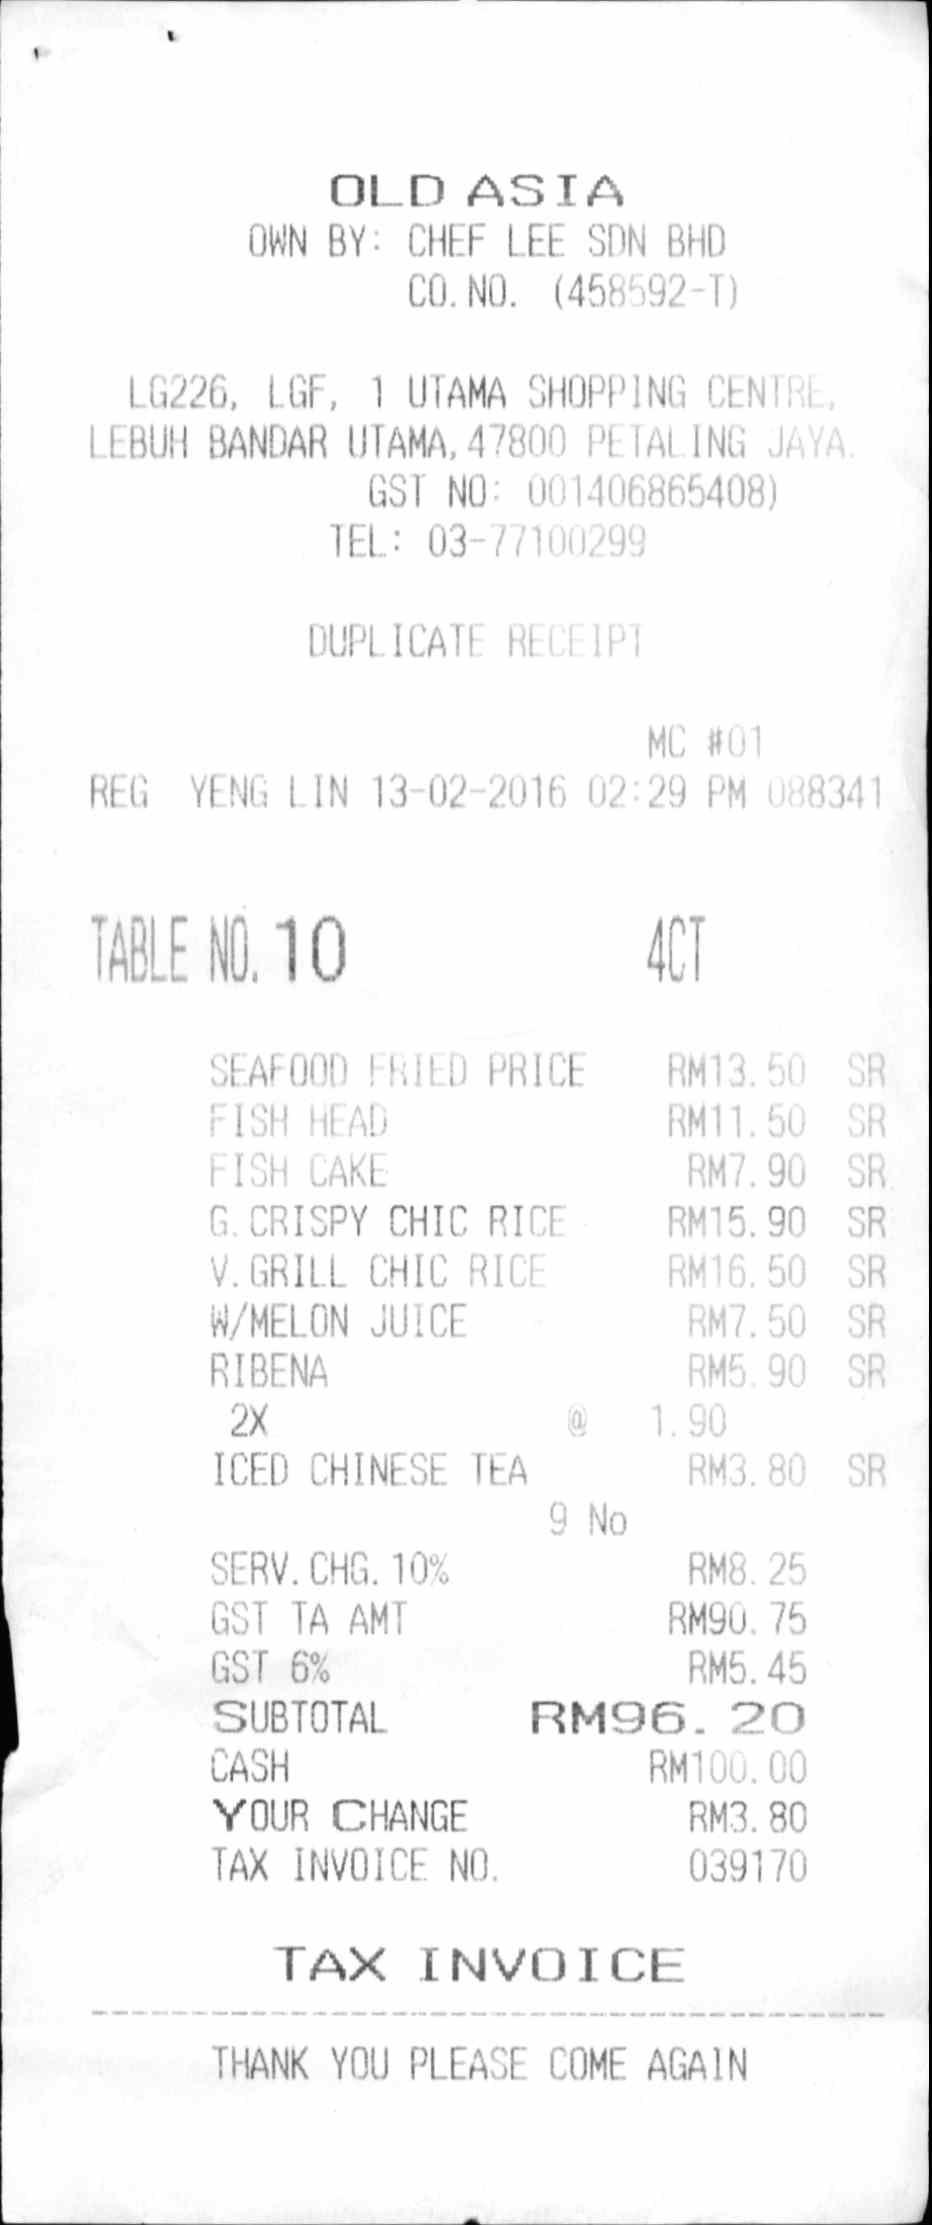 OLD ASIA
OWN BY: CHEF LEE SDN BHD
CO.NO. (458592-T)
LG226, LGF, 1 UTAMA SHOPPING CENTRE,
LEBUH BANDAR UTAMA,47800 PETALING JAYA.
GST NO: 001406865408)
TEL: 03-77100299
DUPLICATE RECEIPT
MC #01
REG YENG LIN 13-02-2016 02:29 PM 088341
TABLE NO. 10 4CT
SEAFOOD FRIED PRICE RM13.50 SR
FISH HEAD RM11.50 SR
FISH CAKE RM7.90 SR
G.CRISPY CHIC RICE RM15.90 SR
V.GRILL CHIC RICE RM16.50 SR
W/MELON JUICE RM7.50 SR
RIBENA RM5.90 SR
2X @ 1.90
ICED CHINESE TEA RM3.80 SR
9 No
SERV.CHG.10% RM8.25
GST TA AMT RM90.75
GST 6% RM5.45
SUBTOTAL RM96.20
CASH RM100.00
YOUR CHANGE RM3.80
TAX INVOICE NO. 039170
TAX INVOICE
THANK YOU PLEASE COME AGAIN